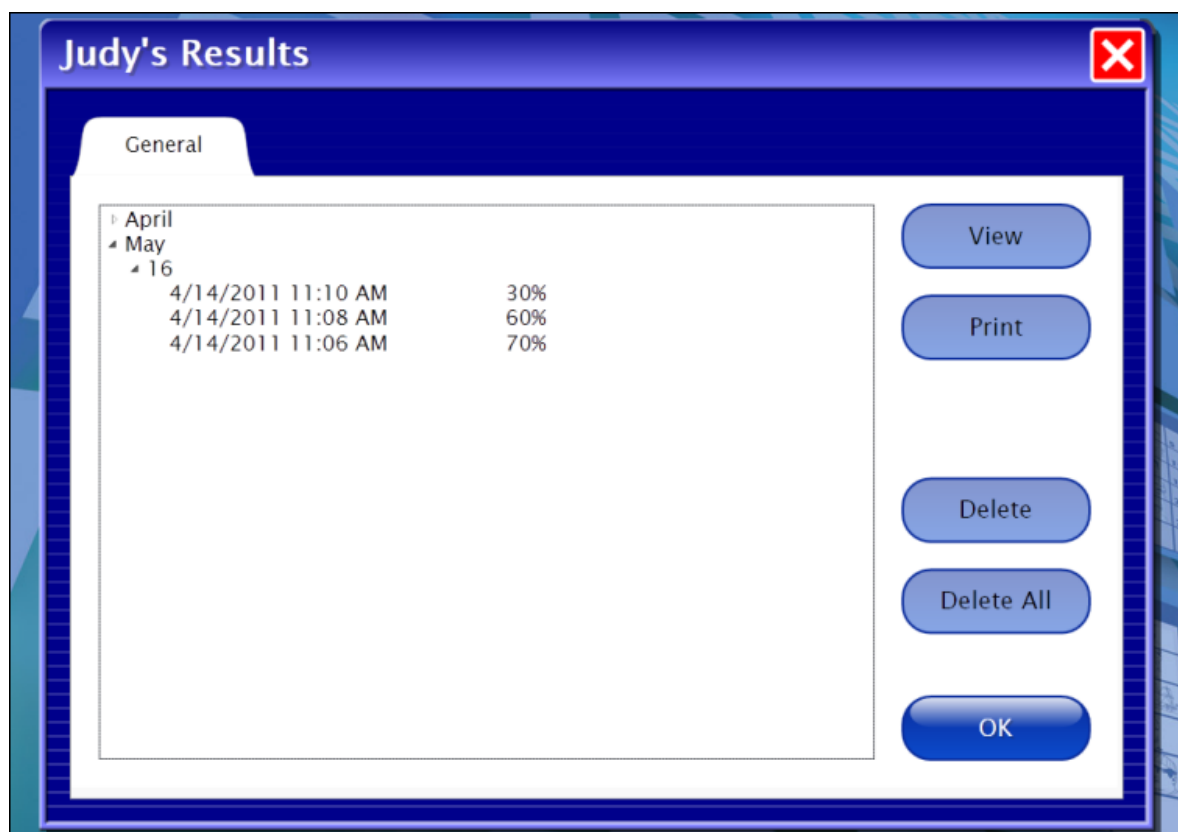 Judy's Results
General
April
May
16
4/14/2011 11:10 AM 30%
4/14/2011 11:08 AM 60%
4/14/2011 11:06 AM 70%
View
Print
Delete
Delete All
OK